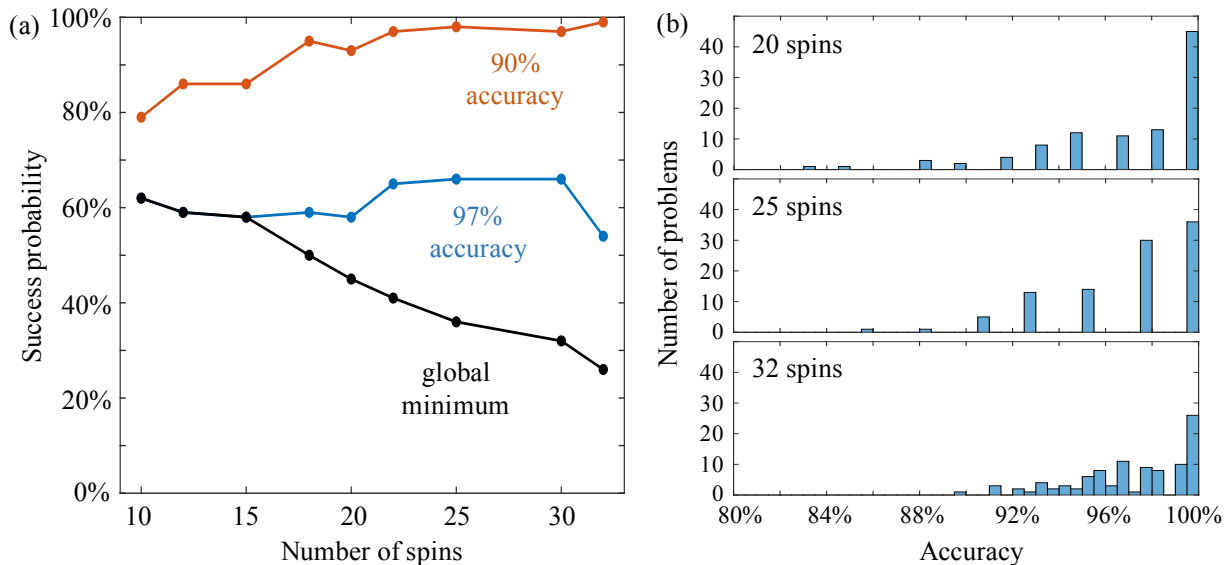 (a)
100%
80%
60%
40%
20%
0%
Success probability
90%
accuracy
97%
accuracy
global
minimum
10
15
20
25
30
Number of spins
(b)
Number of problems
20 spins
40
30
20
10
0
25 spins
40
30
20
10
0
32 spins
40
30
20
10
0
80%
84%
88%
92%
96%
100%
Accuracy